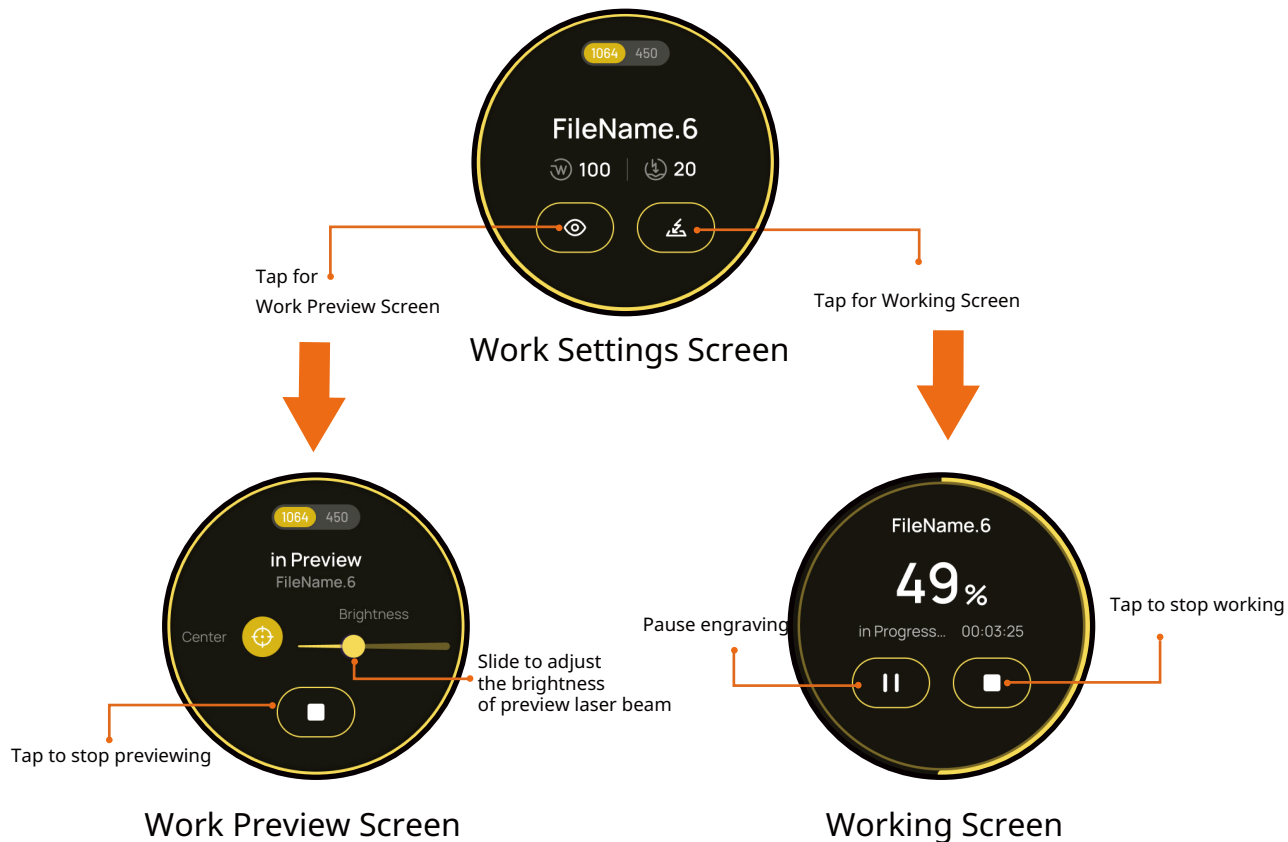 1064 450
FileName.6
W 100 20
Tap for
Work Preview Screen
Tap for Working Screen
Work Settings Screen
1064 450
in Preview
FileName.6
Brightness
Center
Slide to adjust
the brightness
of preview laser beam
Tap to stop previewing
Work Preview Screen
FileName.6
49%
in Progress... 00:03:25
Pause engraving
Tap to stop working
Working Screen